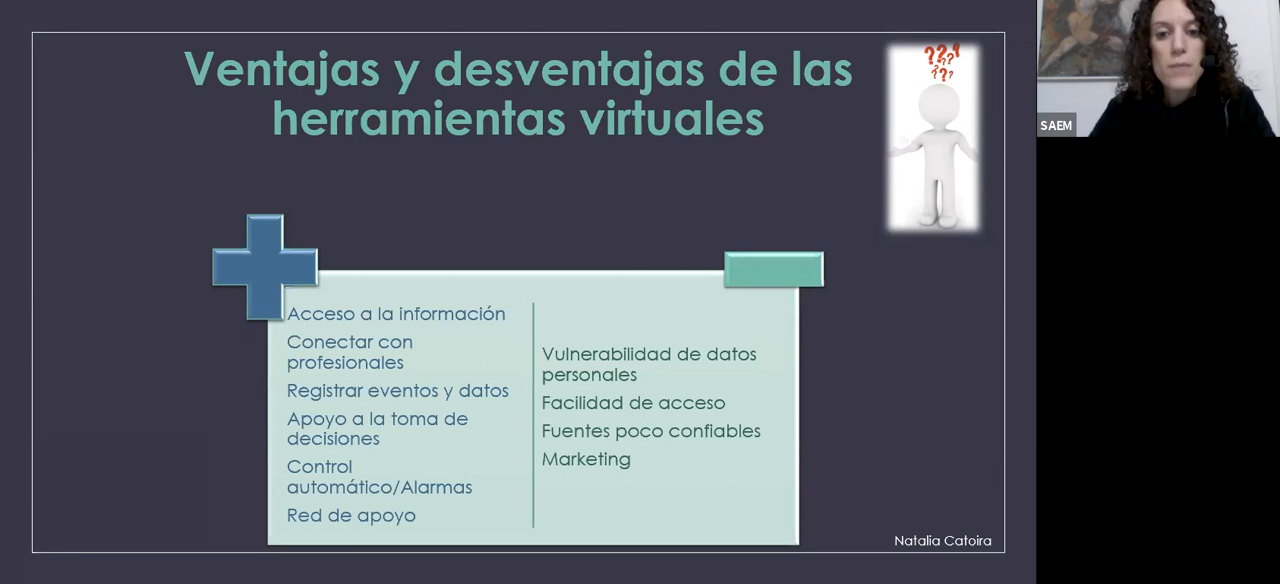 Ventajas y desventajas de las
herramientas virtuales
???
???
SAEM
Acceso a la información
Conectar con
profesionales
Registrar eventos y datos
Apoyo a la toma de
decisiones
Control
automático/Alarmas
Red de apoyo
Vulnerabilidad de datos
personales
Facilidad de acceso
Fuentes poco confiables
Marketing
Natalia Catoira